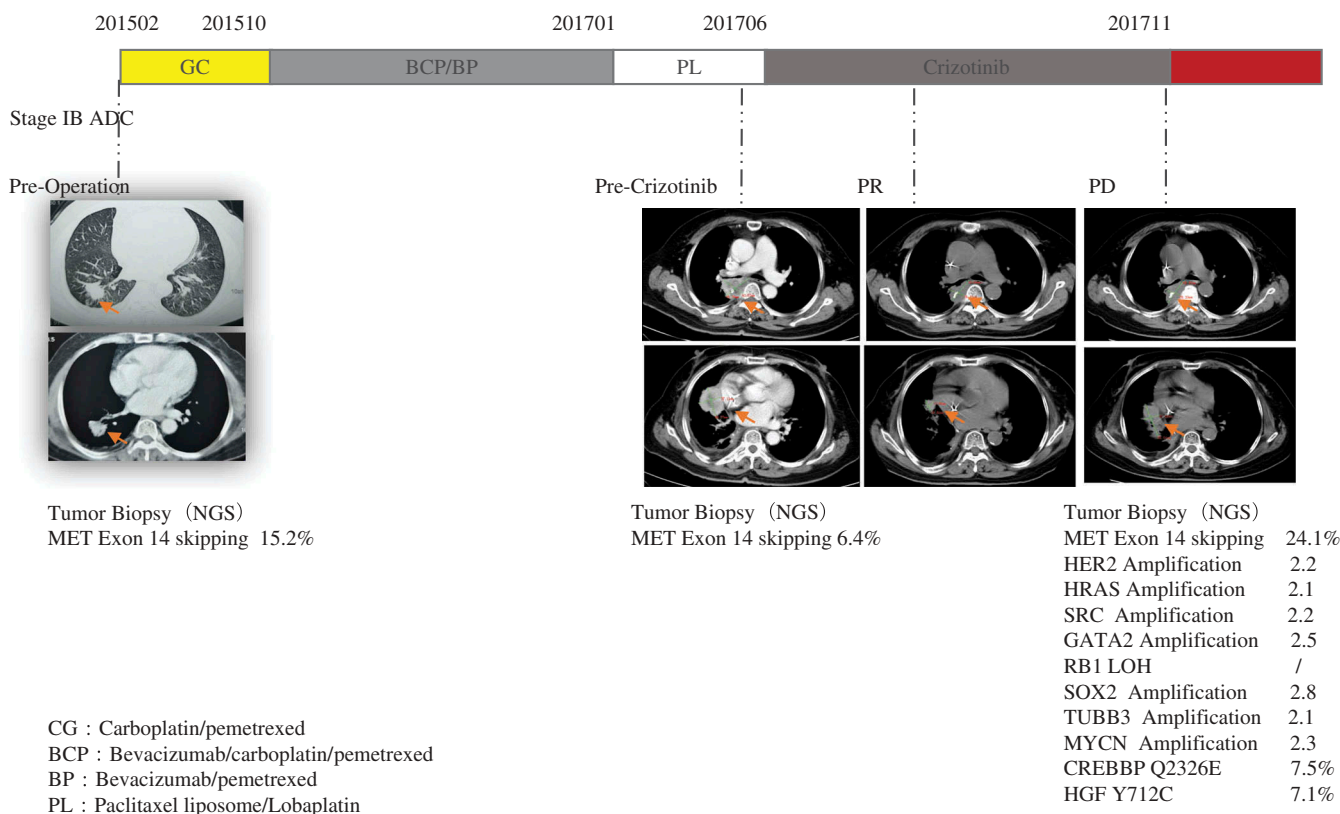 201502 201510 201701 201706 201711
GC BCP/BP PL Crizotinib
Stage IB ADC
Pre-Operation Pre-Crizotinib PR PD
Tumor Biopsy（NGS）
MET Exon 14 skipping 15.2%
Tumor Biopsy（NGS）
MET Exon 14 skipping 6.4%
Tumor Biopsy（NGS）
MET Exon 14 skipping 24.1%
HER2 Amplification 2.2
HRAS Amplification 2.1
SRC Amplification 2.2
GATA2 Amplification 2.5
RB1 LOH /
SOX2 Amplification 2.8
TUBB3 Amplification 2.1
MYCN Amplification 2.3
CREBBP Q2326E 7.5%
HGF Y712C 7.1%
CG : Carboplatin/pemetrexed
BCP : Bevacizumab/carboplatin/pemetrexed
BP : Bevacizumab/pemetrexed
PL : Paclitaxel liposome/Lobaplatin